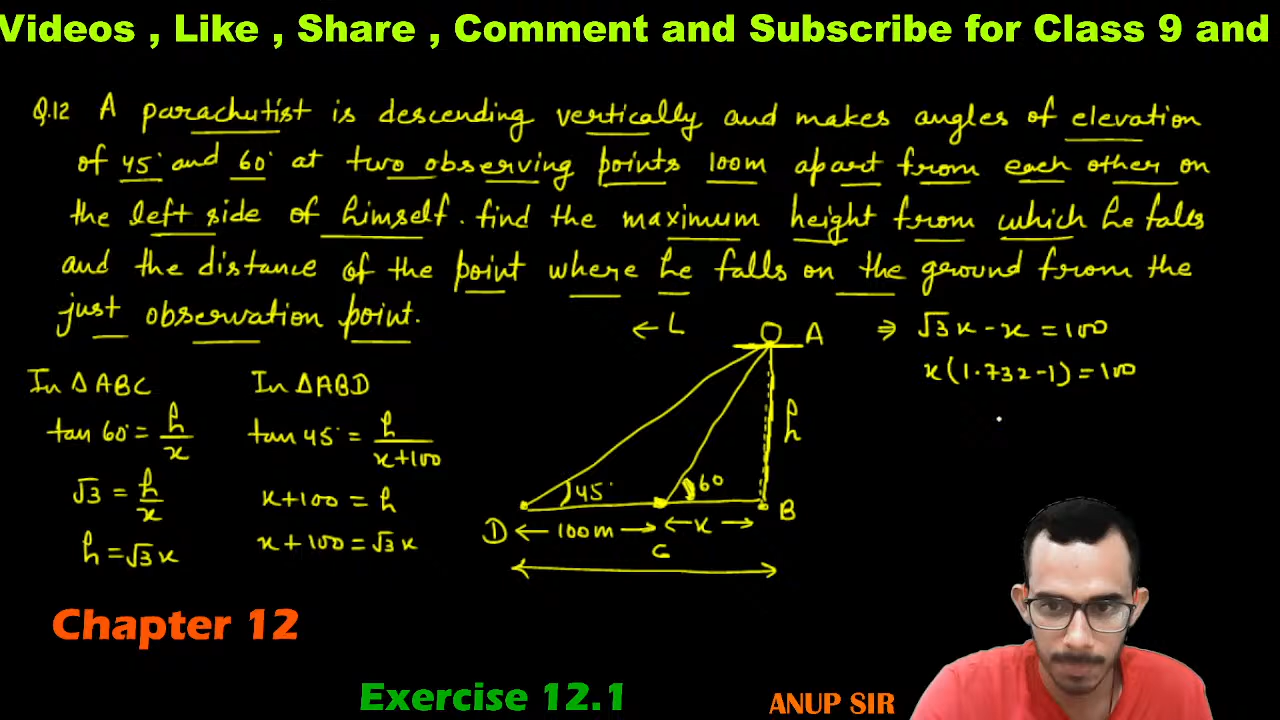 Videos , Like , Share , Comment and Subscribe for Class 9 and
Q.12 A parachutist is descending vertically and makes angles of elevation
of 45° and 60° at two observing points 100m apart from each other on
the left side of himself. find the maximum height from which he falls
and the distance of the point where he falls on the ground from the
just observation point.
In △ABC
tan 60° = h/x
√3 = h/x
h = √3x
In △ABD
tan 45° = h/x+100
x+100 = h
x+100 = √3x
← L
A
h
45°
60
D
100m
C
x
B
⇒ √3x - x = 100
x(1.732-1) = 100
Chapter 12
Exercise 12.1
ANUP SIR